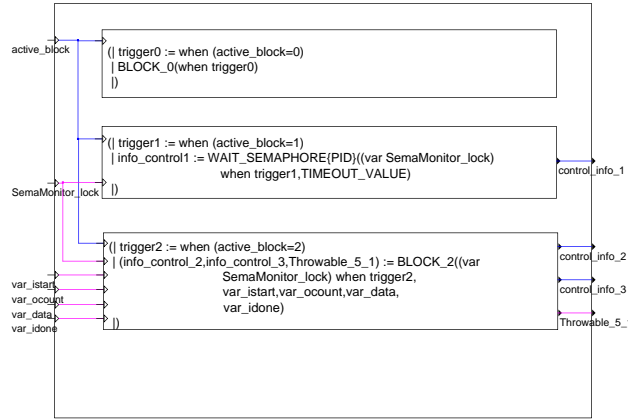 active_block
(| trigger0 := when (active_block=0)
| BLOCK_0(when trigger0)
|)
(| trigger1 := when (active_block=1)
| info_control1 := WAIT_SEMAPHORE{PID}((var SemaMonitor_lock)
when trigger1,TIMEOUT_VALUE)
|)
control_info_1
SemaMonitor_lock
(| trigger2 := when (active_block=2)
| (info_control_2,info_control_3,Throwable_5_1) := BLOCK_2((var
SemaMonitor_lock) when trigger2,
var_istart,var_ocount,var_data,
var_idone)
|)
control_info_2
control_info_3
Throwable_5_
var_istart
var_ocount
var_data
var_idone